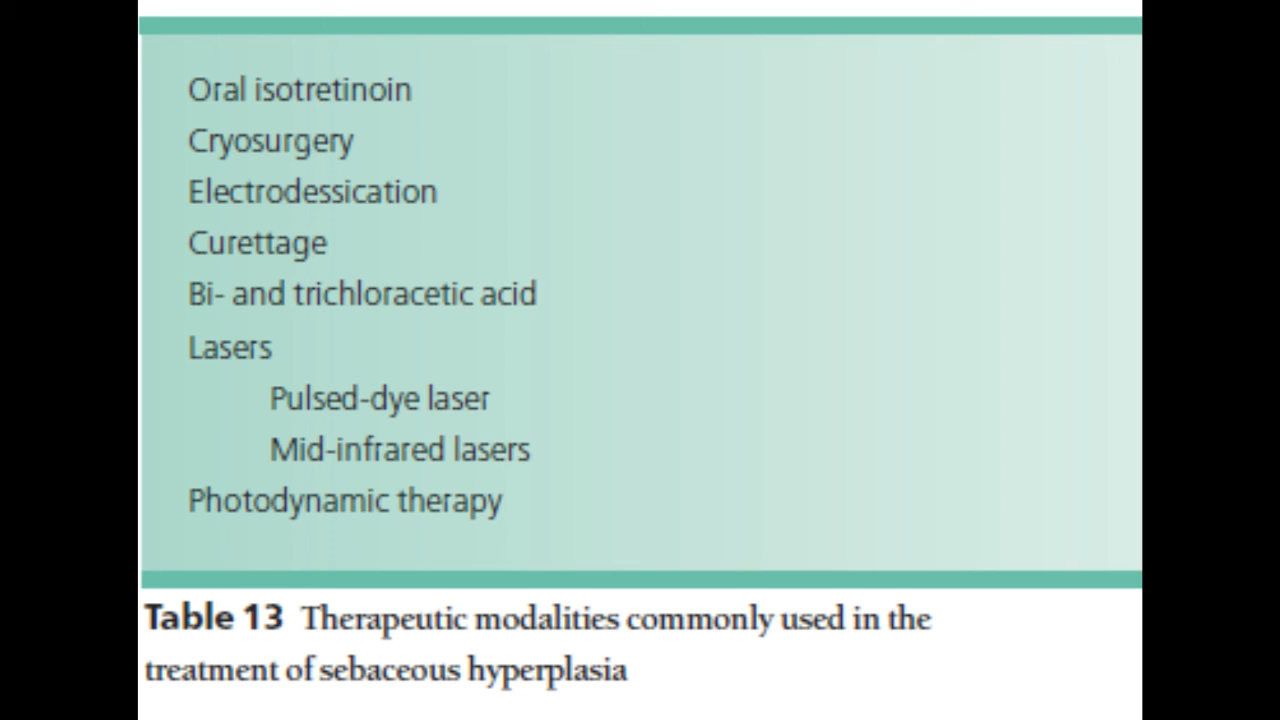 Oral isotretinoin
Cryosurgery
Electrodessication
Curettage
Bi- and trichloracetic acid
Lasers
Pulsed-dye laser
Mid-infrared lasers
Photodynamic therapy
Table 13 Therapeutic modalities commonly used in the
treatment of sebaceous hyperplasia